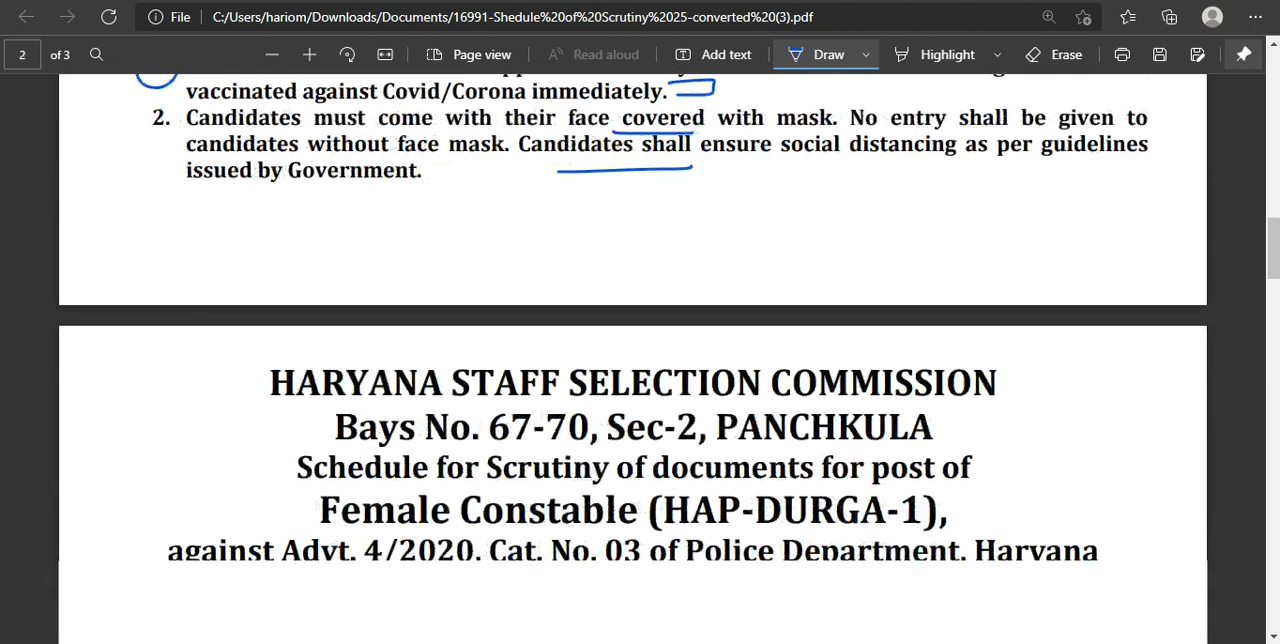 File
C:/Users/hariom/Downloads/Documents/16991-Shedule%20of%20Scrutiny%2025-converted%20(3).pdf
2 of 3
Page view
Read aloud
Add text
Draw
Highlight
Erase
vaccinated against Covid/Corona immediately.
2. Candidates must come with their face covered with mask. No entry shall be given to
candidates without face mask. Candidates shall ensure social distancing as per guidelines
issued by Government.
HARYANA STAFF SELECTION COMMISSION
Bays No. 67-70, Sec-2, PANCHKULA
Schedule for Scrutiny of documents for post of
Female Constable (HAP-DURGA-1),
against Advt. 4/2020, Cat. No. 03 of Police Department, Haryana